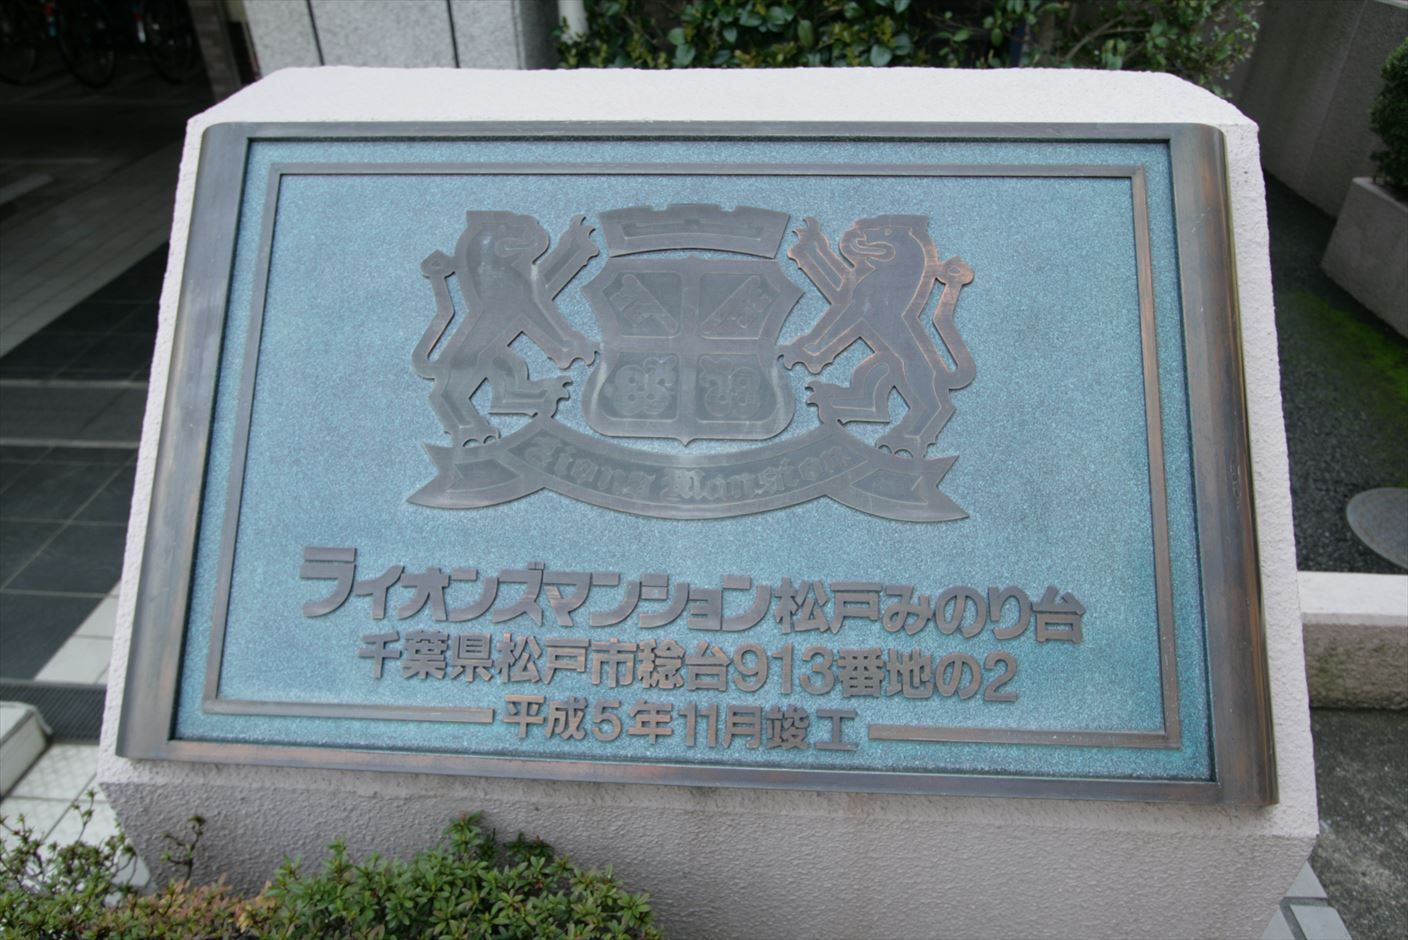 Lions Mansion
ライオンズマンション松戸みのり台
千葉県松戸市稔台913番地の2
平成5年11月竣工